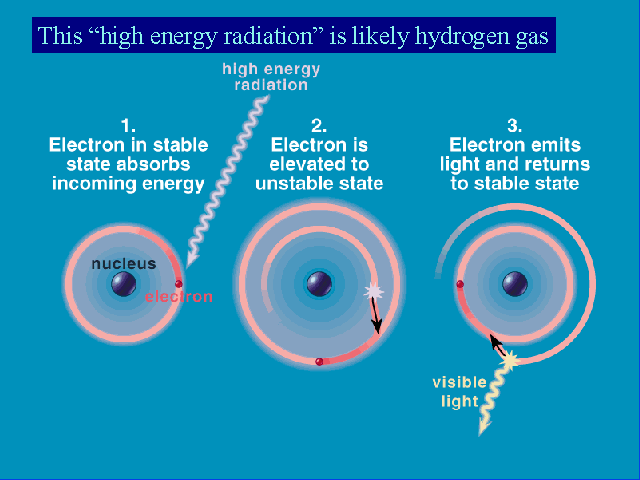 This “high energy radiation” is likely hydrogen gas
high energy
radiation
1.
Electron in stable
state absorbs
incoming energy
2.
Electron is
elevated to
unstable state
3.
Electron emits
light and returns
to stable state
nucleus
electron
visible
light